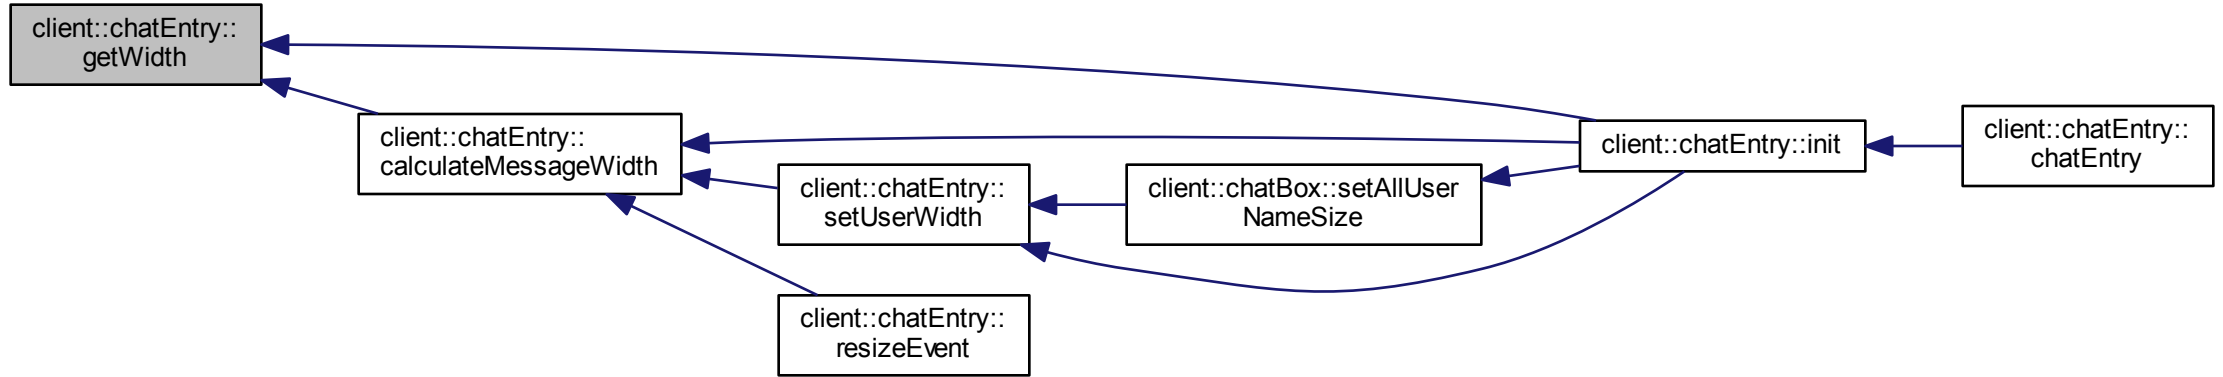 client::chatEntry::
getWidth
client::chatEntry::
calculateMessageWidth
client::chatEntry::
setUserWidth
client::chatEntry::
resizeEvent
client::chatBox::setAllUser
NameSize
client::chatEntry::init
client::chatEntry::
chatEntry